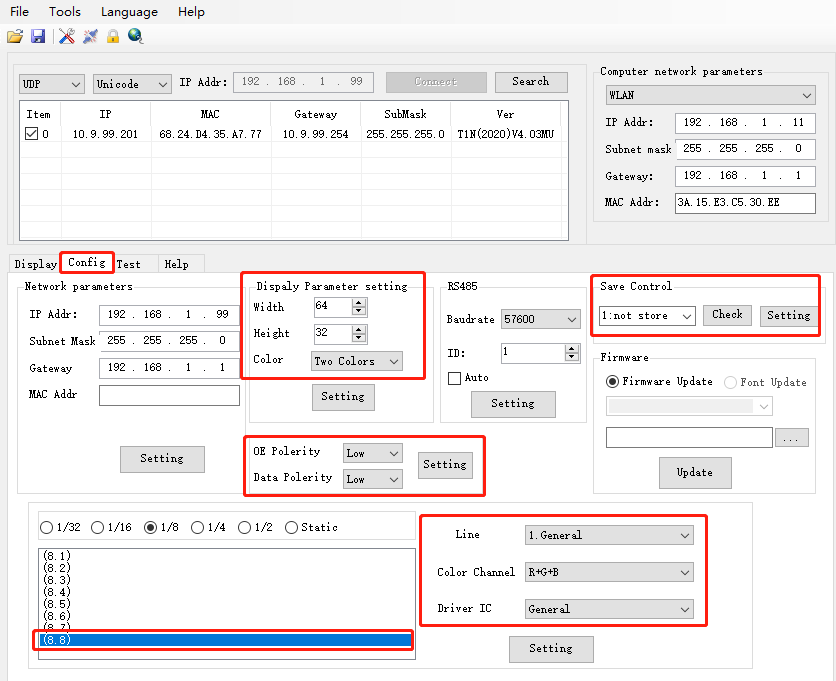 File Tools Language Help
UDP Unicode IP Addr: 192 . 168 . 1 . 99 Connect Search
Item IP MAC Gateway SubMask Ver
0 10.9.99.201 68.24.D4.35.A7.77 10.9.99.254 255.255.255.0 T1N(2020)V4.03MU
Computer network parameters
WLAN
IP Addr: 192 . 168 . 1 . 11
Subnet mask 255 . 255 . 255 . 0
Gateway: 192 . 168 . 1 . 1
MAC Addr: 3A.15.E3.C5.30.EE
Display Config Test Help
Network parameters
IP Addr: 192 . 168 . 1 . 99
Subnet Mask 255 . 255 . 255 . 0
Gateway 192 . 168 . 1 . 1
MAC Addr
Setting
Dispaly Parameter setting
Width 64
Height 32
Color Two Colors
Setting
OE Polerity Low
Data Polerity Low
Setting
RS485
Baudrate 57600
ID: 1
Auto
Setting
Save Control
1:not store Check Setting
Firmware
Firmware Update Font Update
...
Update
1/32 1/16 1/8 1/4 1/2 Static
(8.1)
(8.2)
(8.3)
(8.4)
(8.5)
(8.6)
(8.7)
(8.8)
Line 1.General
Color Channel R+G+B
Driver IC General
Setting